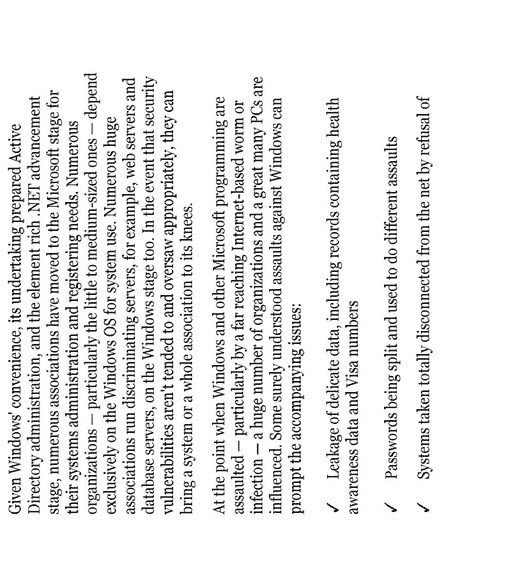 Given Windows' convenience, its undertaking prepared Active
Directory administration, and the element rich .NET advancement
stage, numerous associations have moved to the Microsoft stage for
their systems administration and registering needs. Numerous
organizations — particularly the little to medium-sized ones — depend
exclusively on the Windows OS for system use. Numerous huge
associations run discriminating servers, for example, web servers and
database servers, on the Windows stage too. In the event that security
vulnerabilities aren't tended to and oversaw appropriately, they can
bring a system or a whole association to its knees.
At the point when Windows and other Microsoft programming are
assaulted — particularly by a far reaching Internet-based worm or
infection — a huge number of organizations and a great many PCs are
influenced. Some surely understood assaults against Windows can
prompt the accompanying issues:
✓ Leakage of delicate data, including records containing health
awareness data and Visa numbers
✓ Passwords being split and used to do different assaults
✓ Systems taken totally disconnected from the net by refusal of